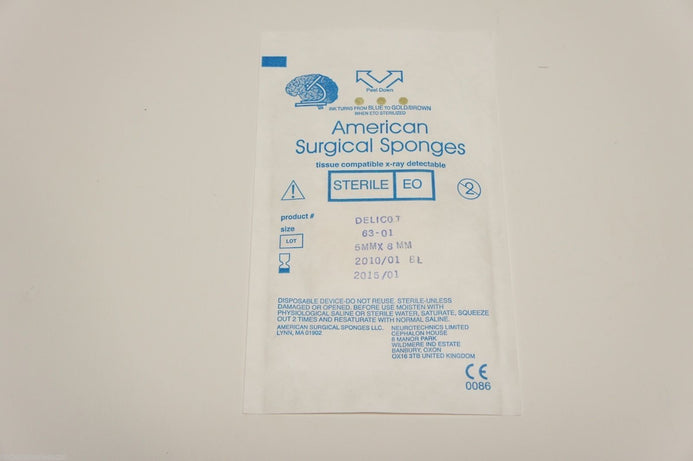 Peel Down
INK TURNS FROM BLUE TO GOLD/BROWN
WHEN ETO STERILIZED
American
Surgical Sponges
tissue compatible x-ray detectable
STERILE EO
2
product # DELICOT
size 63-01
LOT 6MMX 8 MM
2010/01 BL
2015/01
DISPOSABLE DEVICE-DO NOT REUSE. STERILE-UNLESS
DAMAGED OR OPENED. BEFORE USE MOISTEN WITH
PHYSIOLOGICAL SALINE OR STERILE WATER, SATURATE, SQUEEZE
OUT 2 TIMES AND RESATURATE WITH NORMAL SALINE.
AMERICAN SURGICAL SPONGES LLC.
LYNN, MA 01902
NEUROTECHNICS LIMITED
CEPHALON HOUSE
8 MANOR PARK
WILDMERE IND ESTATE
BANBURY, OXON
OX16 3TB UNITED KINGDOM
CE
0086